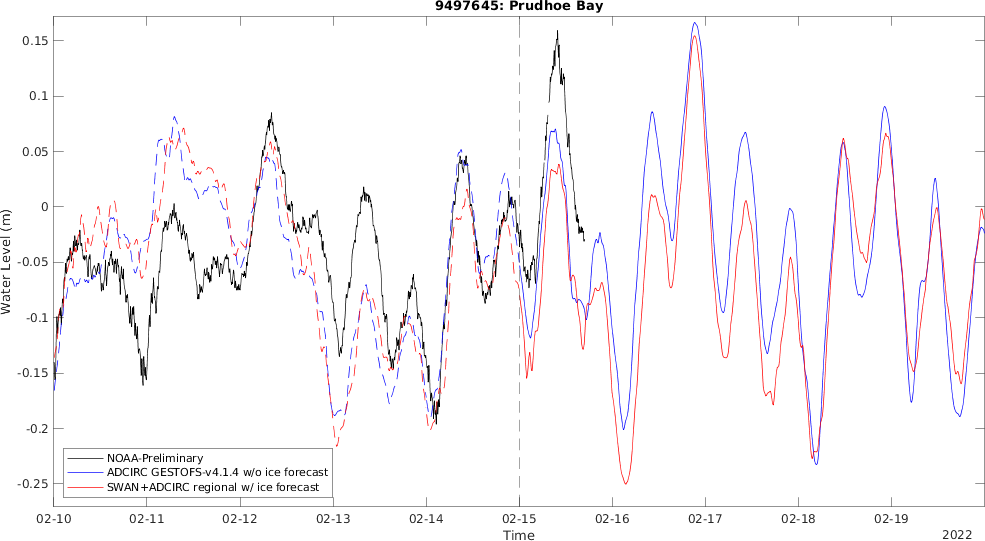 9497645: Prudhoe Bay
0.15
0.1
0.05
0
-0.05
-0.1
-0.15
-0.2
-0.25
Water Level (m)
NOAA-Preliminary
ADCIRC GESTOFS-v4.1.4 w/o ice forecast
SWAN+ADCIRC regional w/ ice forecast
02-10 02-11 02-12 02-13 02-14 02-15 02-16 02-17 02-18 02-19
Time
2022